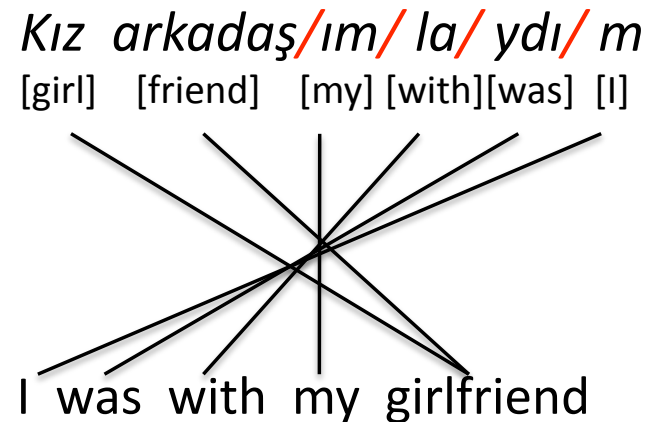 Kız arkadaş/ım/ la/ ydı/ m
[girl] [friend] [my] [with][was] [I]
I was with my girlfriend